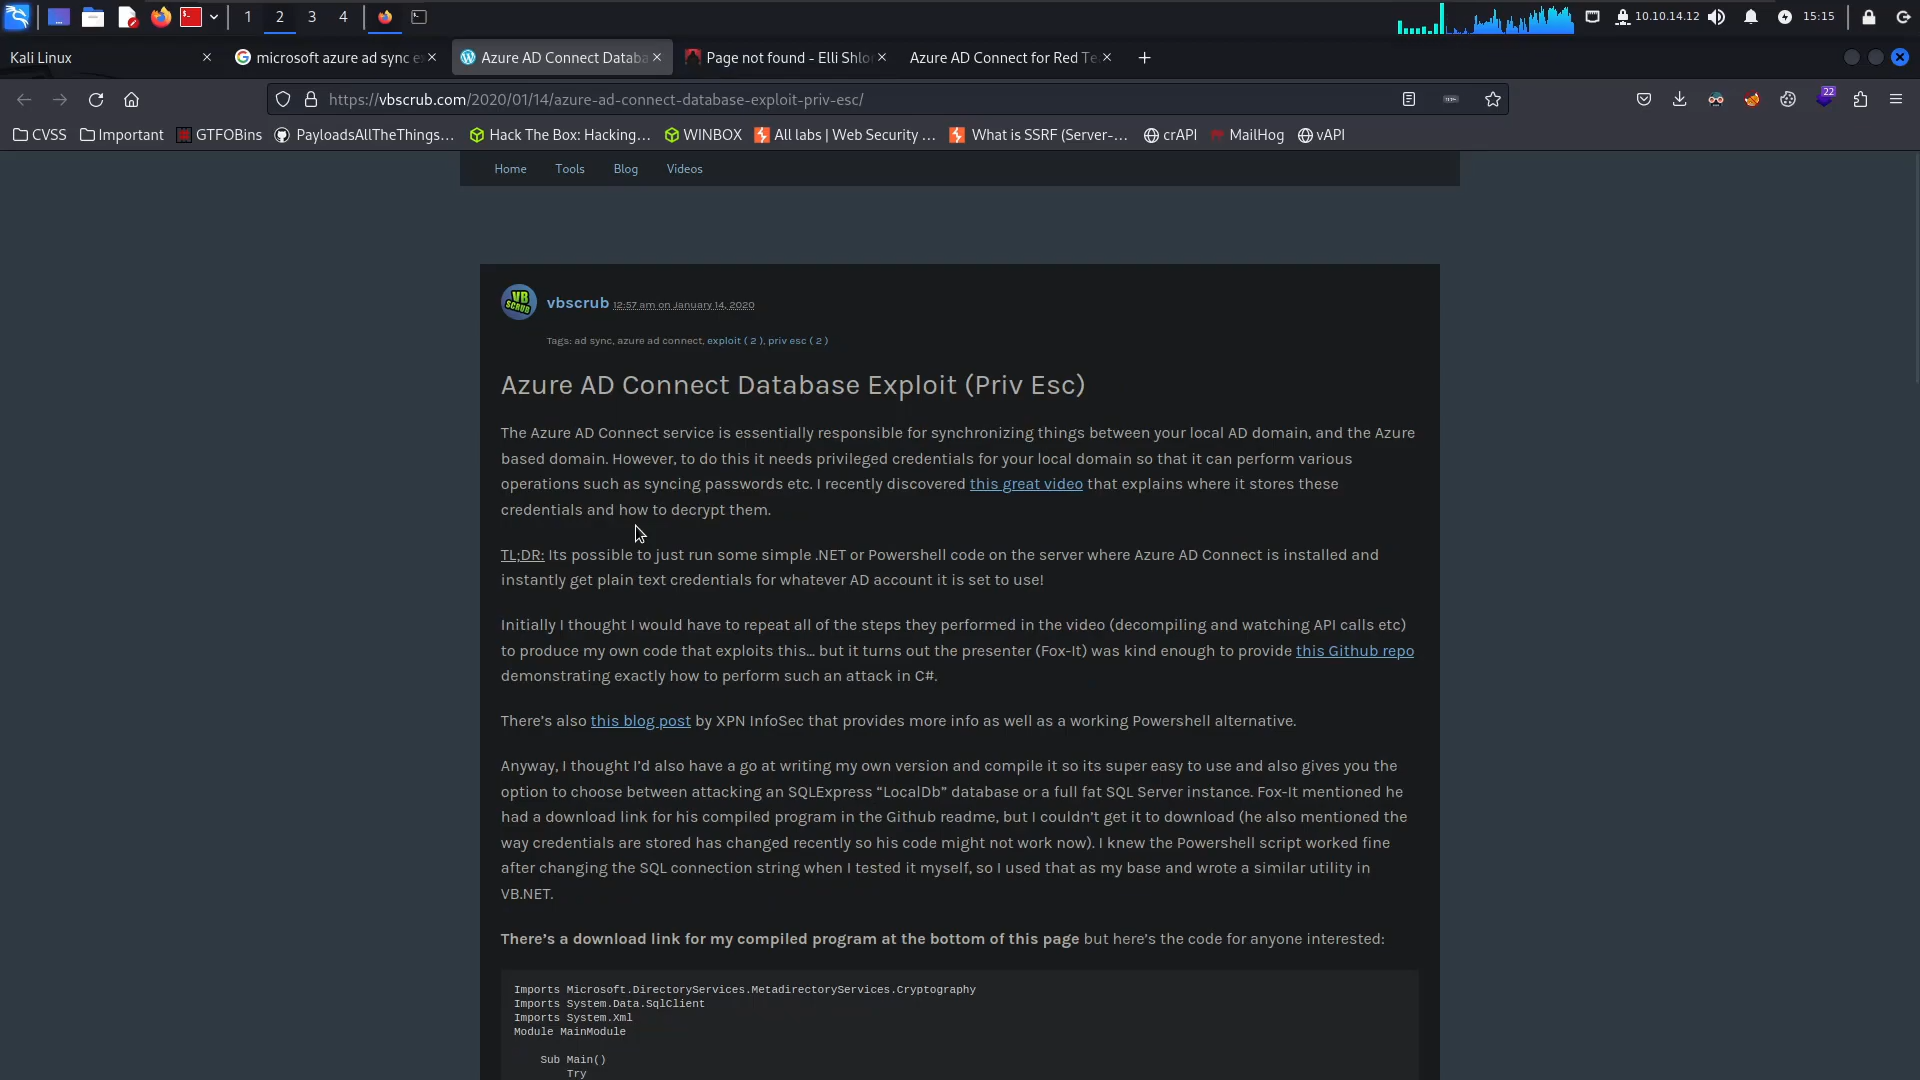 1 2 3 4 10.10.14.12 15:15
Kali Linux microsoft azure ad sync e Azure AD Connect Databa Page not found - Elli Shlo Azure AD Connect for Red Te
https://vbscrub.com/2020/01/14/azure-ad-connect-database-exploit-priv-esc/ 22
CVSS Important GTFOBins PayloadsAllTheThings… Hack The Box: Hacking… WINBOX All labs | Web Security … What is SSRF (Server-… crAPI MailHog vAPI
Home Tools Blog Videos
VB SCRUB
vbscrub 12:57 am on January 14, 2020
Tags: ad sync, azure ad connect, exploit ( 2 ), priv esc ( 2 )
Azure AD Connect Database Exploit (Priv Esc)
The Azure AD Connect service is essentially responsible for synchronizing things between your local AD domain, and the Azure
based domain. However, to do this it needs privileged credentials for your local domain so that it can perform various
operations such as syncing passwords etc. I recently discovered this great video that explains where it stores these
credentials and how to decrypt them.
TL;DR: Its possible to just run some simple .NET or Powershell code on the server where Azure AD Connect is installed and
instantly get plain text credentials for whatever AD account it is set to use!
Initially I thought I would have to repeat all of the steps they performed in the video (decompiling and watching API calls etc)
to produce my own code that exploits this… but it turns out the presenter (Fox-It) was kind enough to provide this Github repo
demonstrating exactly how to perform such an attack in C#.
There's also this blog post by XPN InfoSec that provides more info as well as a working Powershell alternative.
Anyway, I thought I'd also have a go at writing my own version and compile it so its super easy to use and also gives you the
option to choose between attacking an SQLExpress “LocalDb” database or a full fat SQL Server instance. Fox-It mentioned he
had a download link for his compiled program in the Github readme, but I couldn't get it to download (he also mentioned the
way credentials are stored has changed recently so his code might not work now). I knew the Powershell script worked fine
after changing the SQL connection string when I tested it myself, so I used that as my base and wrote a similar utility in
VB.NET.
There's a download link for my compiled program at the bottom of this page but here's the code for anyone interested:
Imports Microsoft.DirectoryServices.MetadirectoryServices.Cryptography
Imports System.Data.SqlClient
Imports System.Xml
Module MainModule
Sub Main()
Try